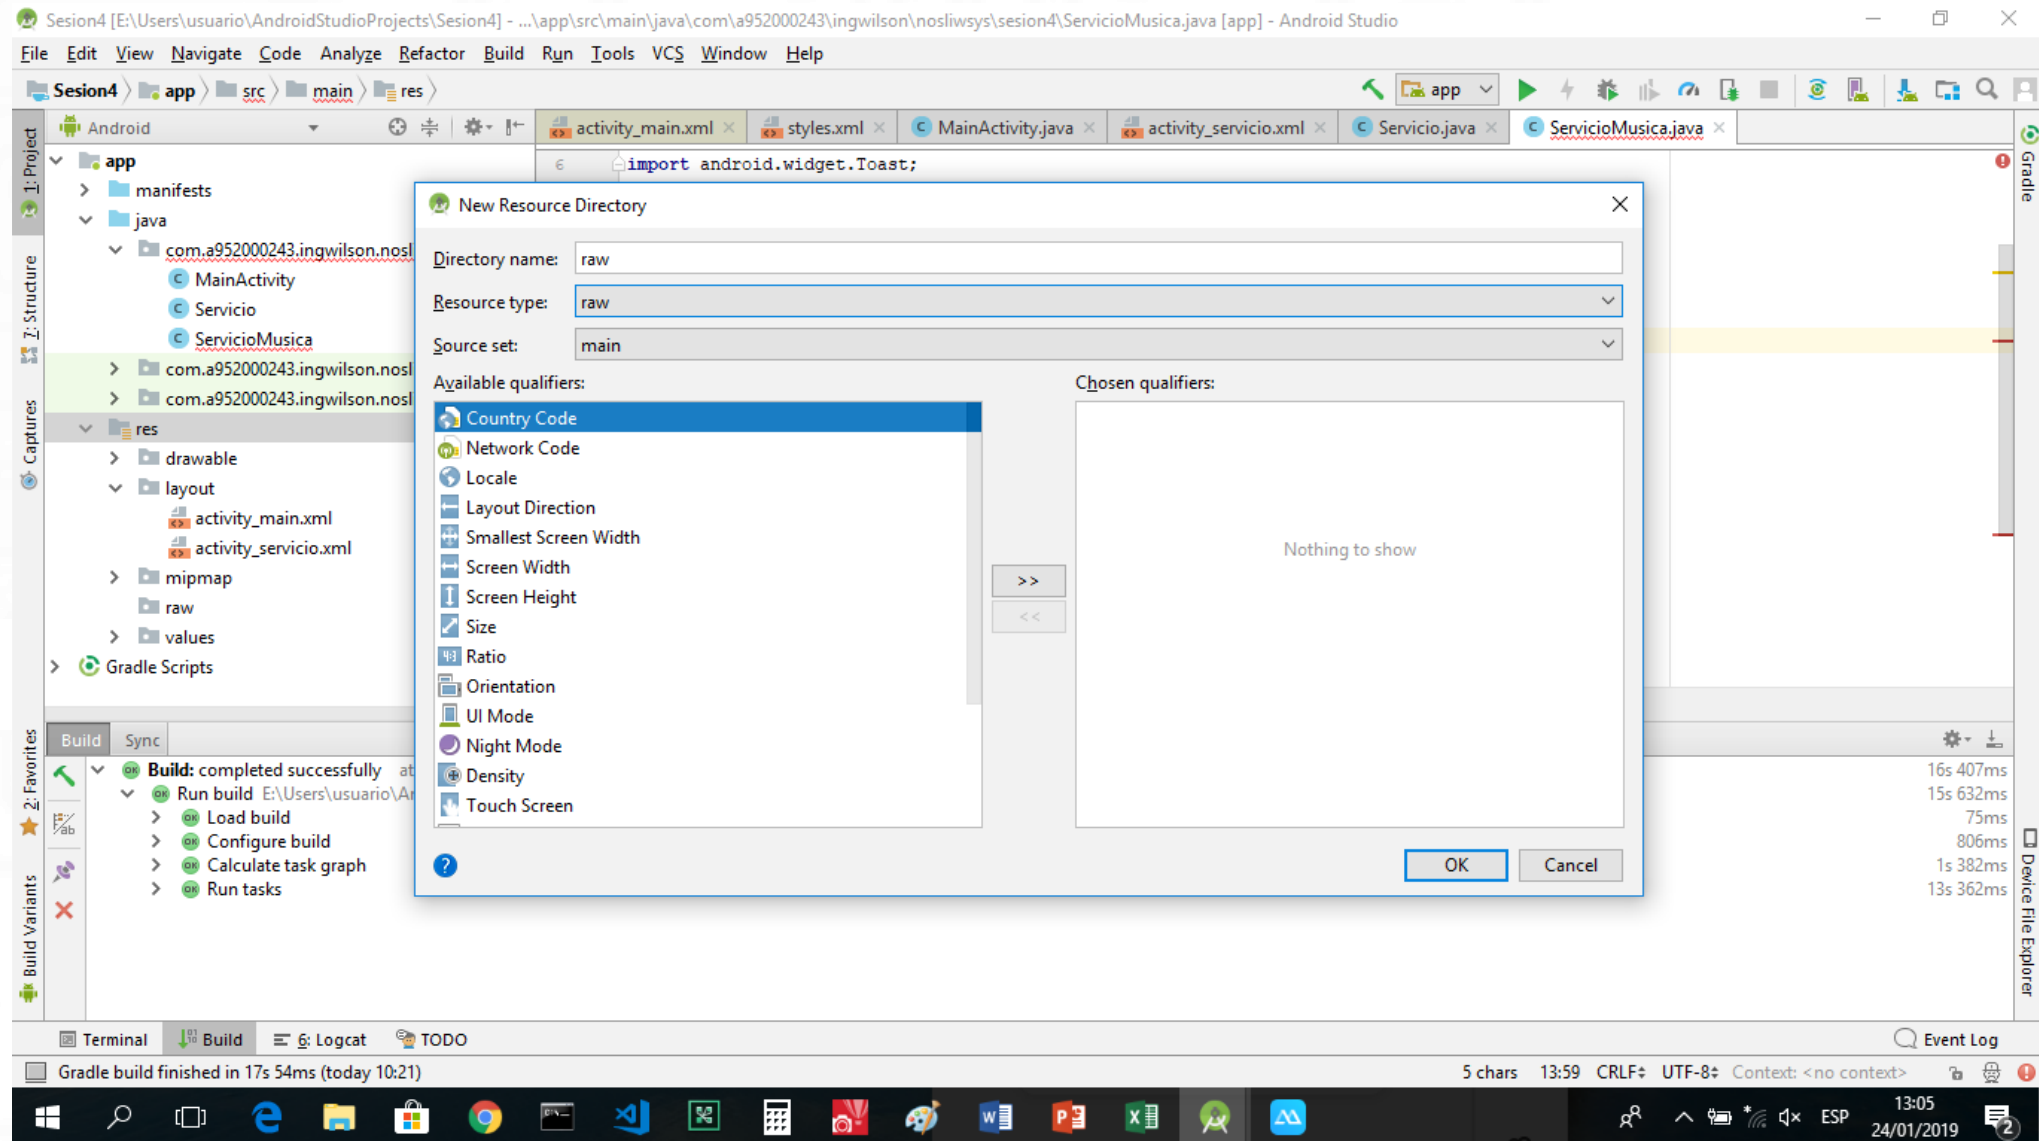 Sesion4 [E:\Users\usuario\AndroidStudioProjects\Sesion4] - ...\app\src\main\java\com\a952000243\ingwilson\nosliwsys\sesion4\ServicioMusica.java [app] - Android Studio
File Edit View Navigate Code Analyze Refactor Build Run Tools VCS Window Help
Sesion4 app src main res
app
Android
activity_main.xml styles.xml MainActivity.java activity_servicio.xml Servicio.java ServicioMusica.java
1: Project
7: Structure
Captures
2: Favorites
Build Variants
Gradle
Device File Explorer
app
manifests
java
com.a952000243.ingwilson.nosl
MainActivity
Servicio
ServicioMusica
com.a952000243.ingwilson.nosl
com.a952000243.ingwilson.nosl
res
drawable
layout
activity_main.xml
activity_servicio.xml
mipmap
raw
values
Gradle Scripts
6 import android.widget.Toast;
New Resource Directory
Directory name: raw
Resource type: raw
Source set: main
Available qualifiers:
Chosen qualifiers:
Country Code
Network Code
Locale
Layout Direction
Smallest Screen Width
Screen Width
Screen Height
Size
Ratio
Orientation
UI Mode
Night Mode
Density
Touch Screen
>>
<<
Nothing to show
OK
Cancel
Build Sync
Build: completed successfully at
16s 407ms
Run build E:\Users\usuario\An
15s 632ms
Load build
75ms
Configure build
806ms
Calculate task graph
1s 382ms
Run tasks
13s 362ms
Terminal Build 6: Logcat TODO
Event Log
Gradle build finished in 17s 54ms (today 10:21)
5 chars 13:59 CRLF UTF-8 Context: <no context>
ESP
13:05
24/01/2019
2